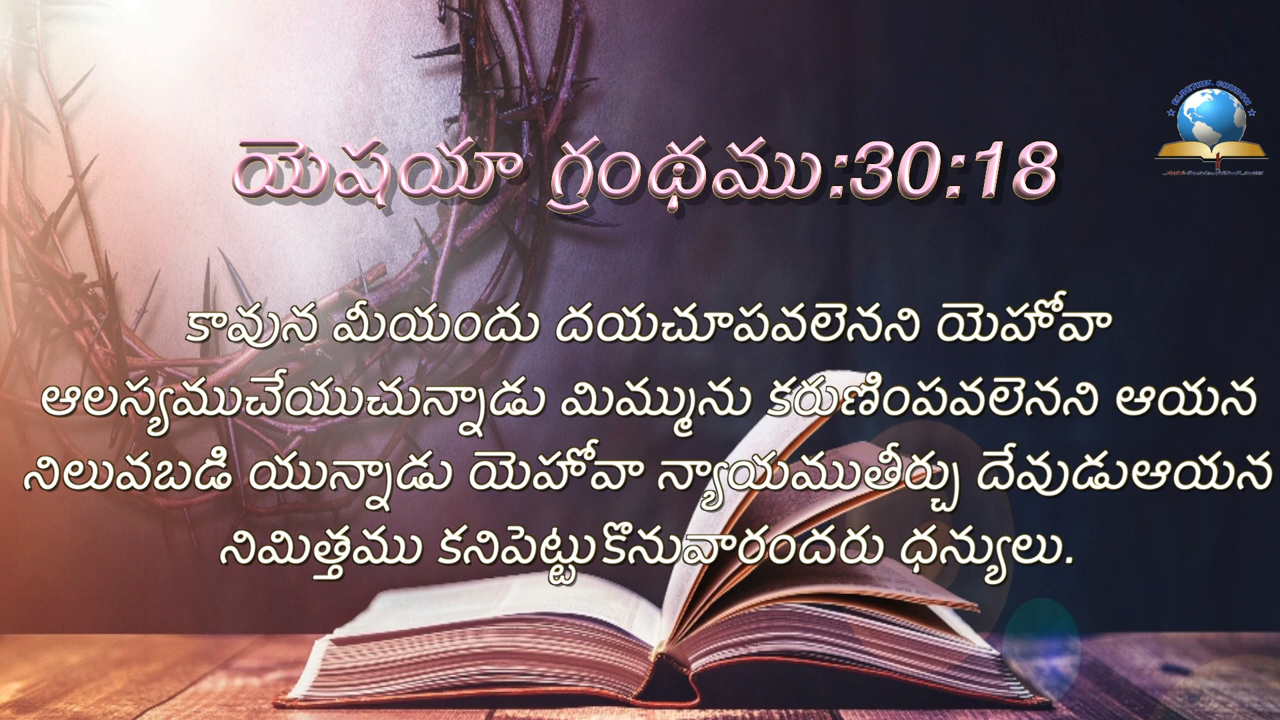 యెషయా గ్రంథము:30:18
కావున మీయందు దయచూపవలెనని యెహోవా
ఆలస్యముచేయుచున్నాడు మిమ్మును కరుణింపవలెనని ఆయన
నిలువబడి యున్నాడు యెహోవా న్యాయముతీర్చు దేవుడుఆయన
నిమిత్తము కనిపెట్టుకొనువారందరు ధన్యులు.